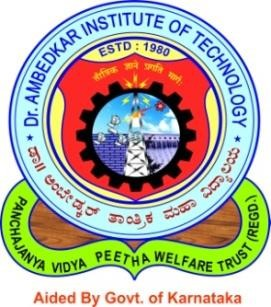 Dr. AMBEDKAR INSTITUTE OF TECHNOLOGY
ESTD : 1980
ಡಾ॥ ಅಂಬೇಡ್ಕರ್ ತಾಂತ್ರಿಕ ಮಹಾ ವಿದ್ಯಾಲಯ
PANCHAJANYA VIDYA PEETHA WELFARE TRUST (REGD.)
Aided By Govt. of Karnataka